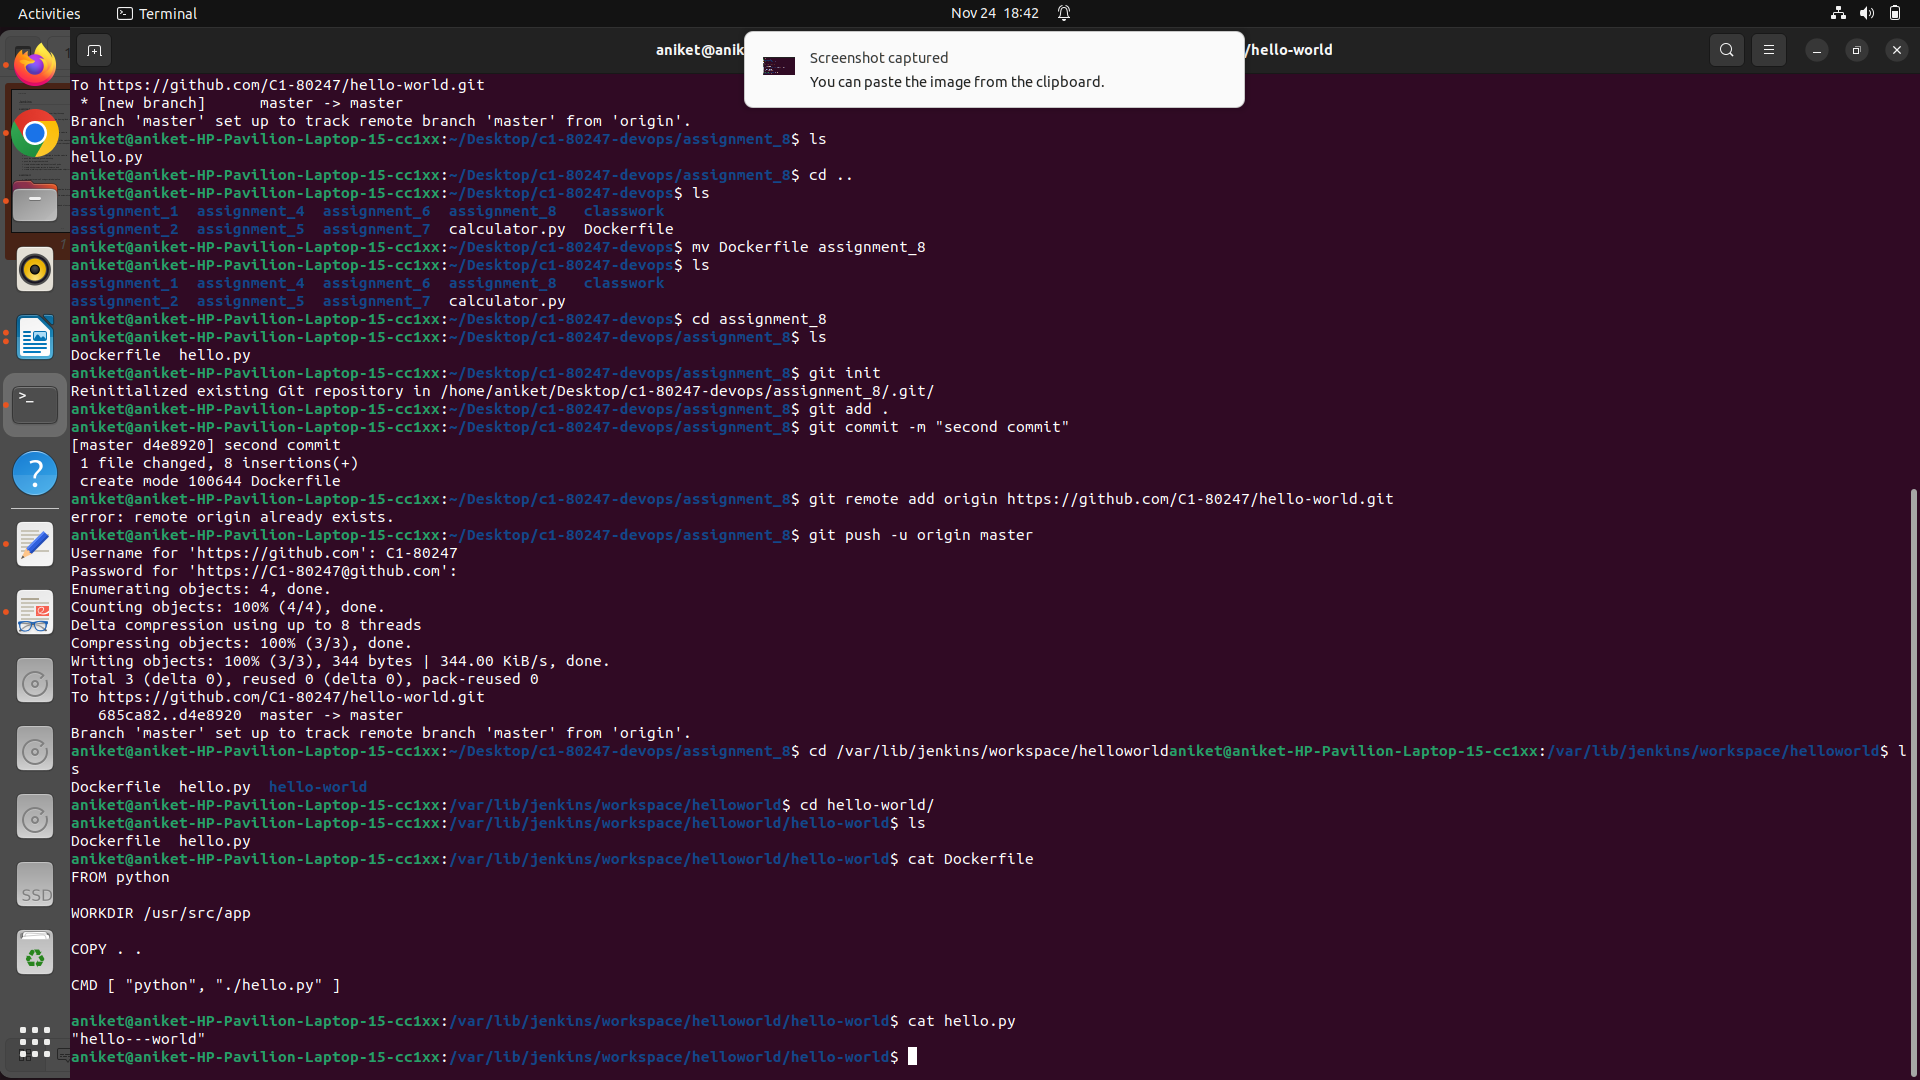 Activities
Terminal
Nov 24 18:42
aniket@anik
/hello-world
Screenshot captured
You can paste the image from the clipboard.
To https://github.com/C1-80247/hello-world.git
 * [new branch]      master -> master
Branch 'master' set up to track remote branch 'master' from 'origin'.
aniket@aniket-HP-Pavilion-Laptop-15-cc1xx:~/Desktop/c1-80247-devops/assignment_8$ ls
hello.py
aniket@aniket-HP-Pavilion-Laptop-15-cc1xx:~/Desktop/c1-80247-devops/assignment_8$ cd ..
aniket@aniket-HP-Pavilion-Laptop-15-cc1xx:~/Desktop/c1-80247-devops$ ls
assignment_1  assignment_4  assignment_6  assignment_8   classwork
assignment_2  assignment_5  assignment_7  calculator.py  Dockerfile
aniket@aniket-HP-Pavilion-Laptop-15-cc1xx:~/Desktop/c1-80247-devops$ mv Dockerfile assignment_8
aniket@aniket-HP-Pavilion-Laptop-15-cc1xx:~/Desktop/c1-80247-devops$ ls
assignment_1  assignment_4  assignment_6  assignment_8   classwork
assignment_2  assignment_5  assignment_7  calculator.py
aniket@aniket-HP-Pavilion-Laptop-15-cc1xx:~/Desktop/c1-80247-devops$ cd assignment_8
aniket@aniket-HP-Pavilion-Laptop-15-cc1xx:~/Desktop/c1-80247-devops/assignment_8$ ls
Dockerfile  hello.py
aniket@aniket-HP-Pavilion-Laptop-15-cc1xx:~/Desktop/c1-80247-devops/assignment_8$ git init
Reinitialized existing Git repository in /home/aniket/Desktop/c1-80247-devops/assignment_8/.git/
aniket@aniket-HP-Pavilion-Laptop-15-cc1xx:~/Desktop/c1-80247-devops/assignment_8$ git add .
aniket@aniket-HP-Pavilion-Laptop-15-cc1xx:~/Desktop/c1-80247-devops/assignment_8$ git commit -m "second commit"
[master d4e8920] second commit
 1 file changed, 8 insertions(+)
 create mode 100644 Dockerfile
aniket@aniket-HP-Pavilion-Laptop-15-cc1xx:~/Desktop/c1-80247-devops/assignment_8$ git remote add origin https://github.com/C1-80247/hello-world.git
error: remote origin already exists.
aniket@aniket-HP-Pavilion-Laptop-15-cc1xx:~/Desktop/c1-80247-devops/assignment_8$ git push -u origin master
Username for 'https://github.com': C1-80247
Password for 'https://C1-80247@github.com':
Enumerating objects: 4, done.
Counting objects: 100% (4/4), done.
Delta compression using up to 8 threads
Compressing objects: 100% (3/3), done.
Writing objects: 100% (3/3), 344 bytes | 344.00 KiB/s, done.
Total 3 (delta 0), reused 0 (delta 0), pack-reused 0
To https://github.com/C1-80247/hello-world.git
   685ca82..d4e8920  master -> master
Branch 'master' set up to track remote branch 'master' from 'origin'.
aniket@aniket-HP-Pavilion-Laptop-15-cc1xx:~/Desktop/c1-80247-devops/assignment_8$ cd /var/lib/jenkins/workspace/helloworldaniket@aniket-HP-Pavilion-Laptop-15-cc1xx:/var/lib/jenkins/workspace/helloworld$ l
s
Dockerfile  hello.py  hello-world
aniket@aniket-HP-Pavilion-Laptop-15-cc1xx:/var/lib/jenkins/workspace/helloworld$ cd hello-world/
aniket@aniket-HP-Pavilion-Laptop-15-cc1xx:/var/lib/jenkins/workspace/helloworld/hello-world$ ls
Dockerfile  hello.py
aniket@aniket-HP-Pavilion-Laptop-15-cc1xx:/var/lib/jenkins/workspace/helloworld/hello-world$ cat Dockerfile
FROM python
WORKDIR /usr/src/app
COPY . .
CMD [ "python", "./hello.py" ]
aniket@aniket-HP-Pavilion-Laptop-15-cc1xx:/var/lib/jenkins/workspace/helloworld/hello-world$ cat hello.py
"hello---world"
aniket@aniket-HP-Pavilion-Laptop-15-cc1xx:/var/lib/jenkins/workspace/helloworld/hello-world$
SSD